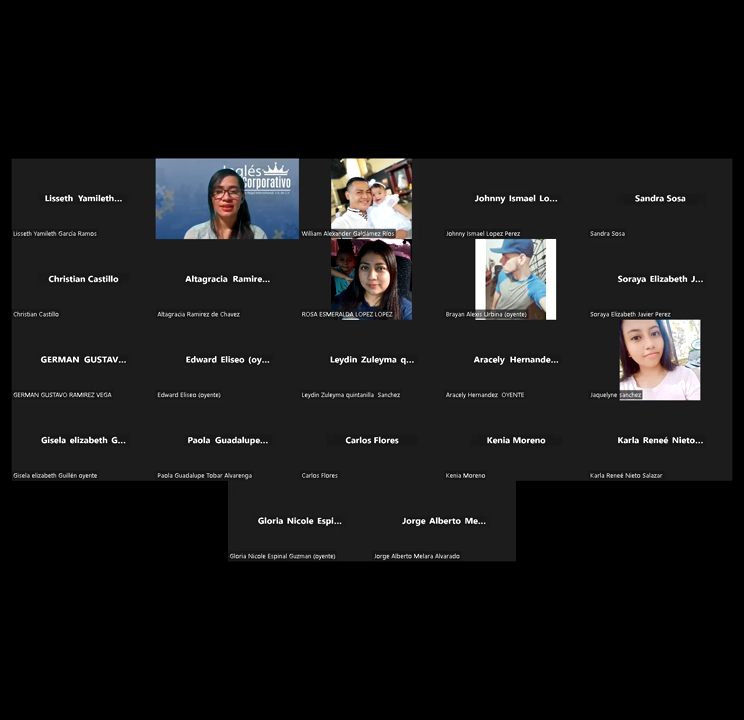 Lisseth Yamileth...
Lisseth Yamileth García Ramos
Inglés
Corporativo
William Alexander Galdámez Ríos
Johnny Ismael Lo...
Johnny Ismael Lopez Perez
Sandra Sosa
Sandra Sosa
Christian Castillo
Christian Castillo
Altagracia Ramire...
Altagracia Ramirez de Chavez
ROSA ESMERALDA LOPEZ LOPEZ
Brayan Alexis Urbina (oyente)
Soraya Elizabeth J...
Soraya Elizabeth Javier Perez
GERMAN GUSTAV...
GERMAN GUSTAVO RAMIREZ VEGA
Edward Eliseo (oy...
Edward Eliseo (oyente)
Leydin Zuleyma q...
Leydin Zuleyma quintanilla Sanchez
Aracely Hernande...
Aracely Hernandez OYENTE
Jaquelyne sanchez
Gisela elizabeth G...
Gisela elizabeth Guillén oyente
Paola Guadalupe...
Paola Guadalupe Tobar Alvarenga
Carlos Flores
Carlos Flores
Kenia Moreno
Kenia Moreno
Karla Reneé Nieto...
Karla Reneé Nieto Salazar
Gloria Nicole Espi...
Gloria Nicole Espinal Guzman (oyente)
Jorge Alberto Me...
Jorge Alberto Melara Alvarado